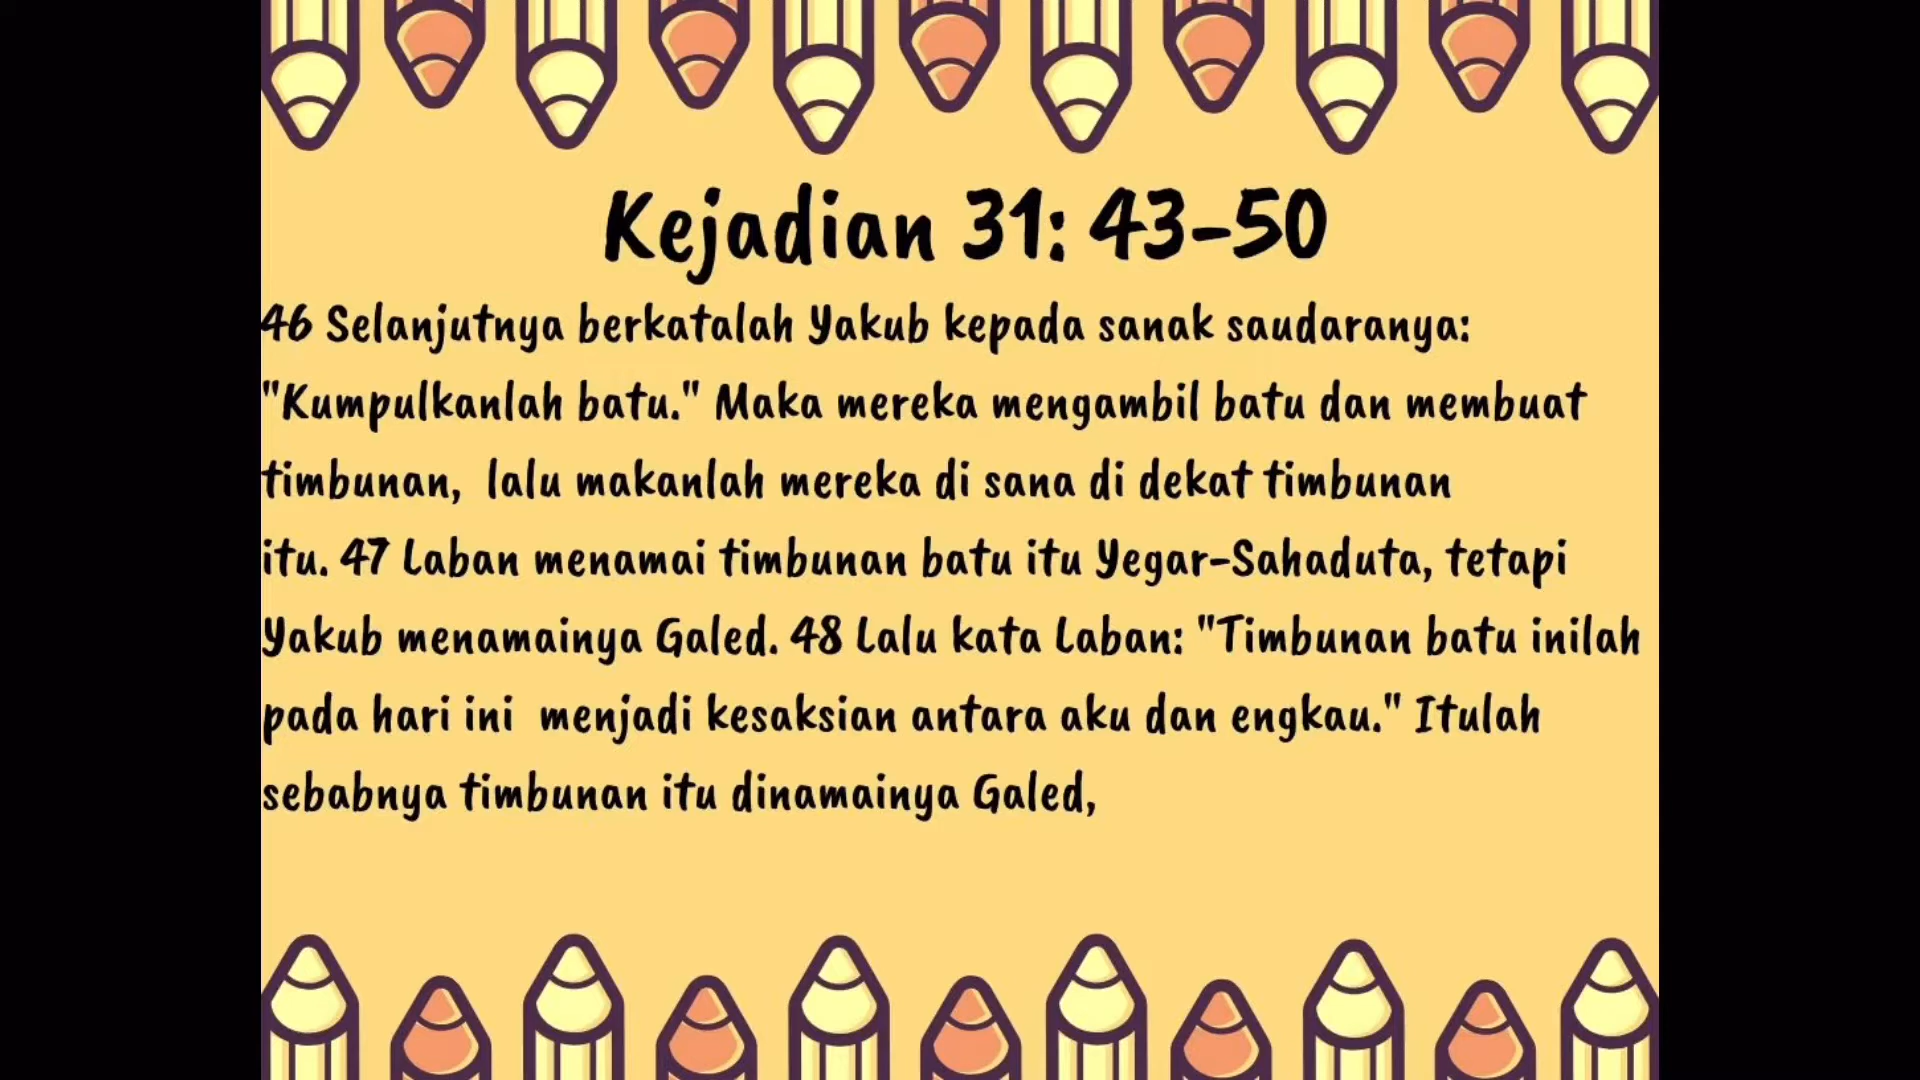 Kejadian 31: 43-50
46 Selanjutnya berkatalah Yakub kepada sanak saudaranya:
"Kumpulkanlah batu." Maka mereka mengambil batu dan membuat
timbunan,  lalu makanlah mereka di sana di dekat timbunan
itu. 47 Laban menamai timbunan batu itu Yegar-Sahaduta, tetapi
Yakub menamainya Galed. 48 Lalu kata Laban: "Timbunan batu inilah
pada hari ini  menjadi kesaksian antara aku dan engkau." Itulah
sebabnya timbunan itu dinamainya Galed,